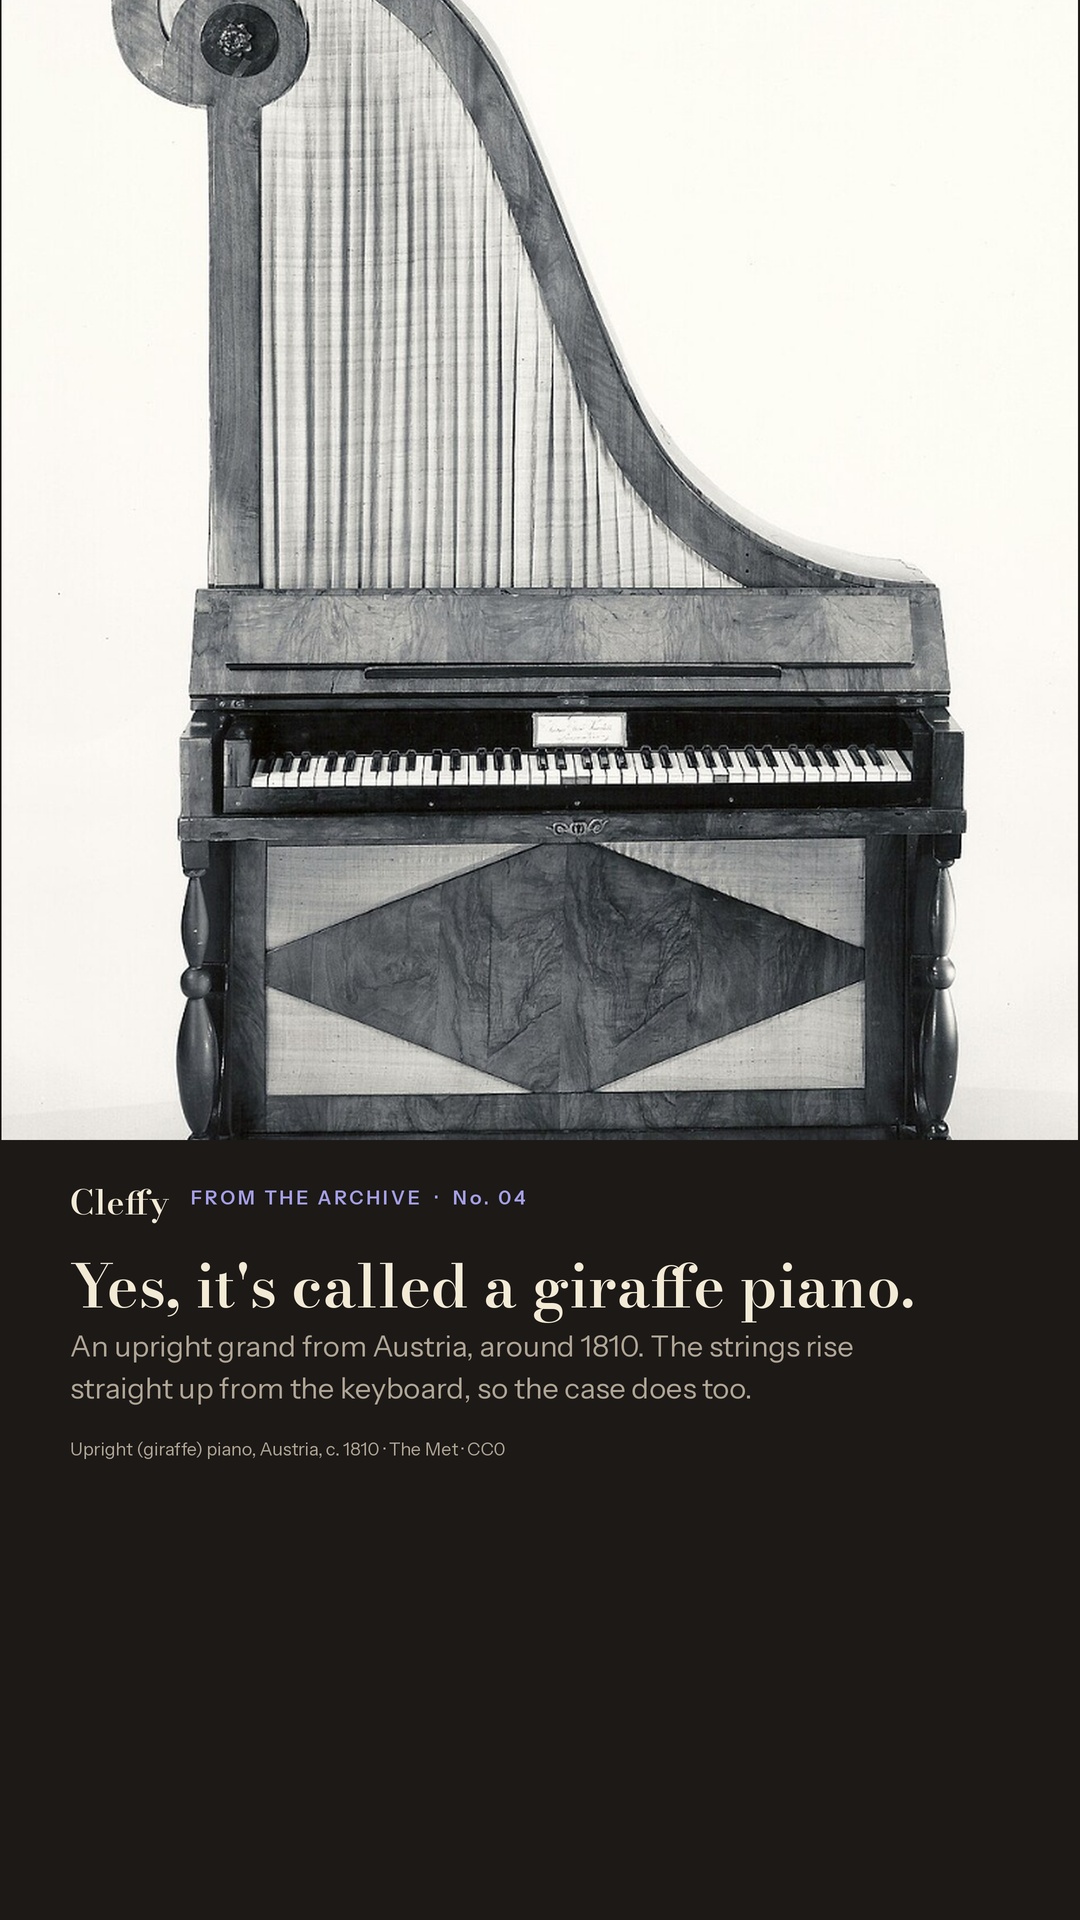 Cleffy FROM THE ARCHIVE · No. 04
Yes, it's called a giraffe piano.
An upright grand from Austria, around 1810. The strings rise
straight up from the keyboard, so the case does too.
Upright (giraffe) piano, Austria, c. 1810 · The Met · CC0